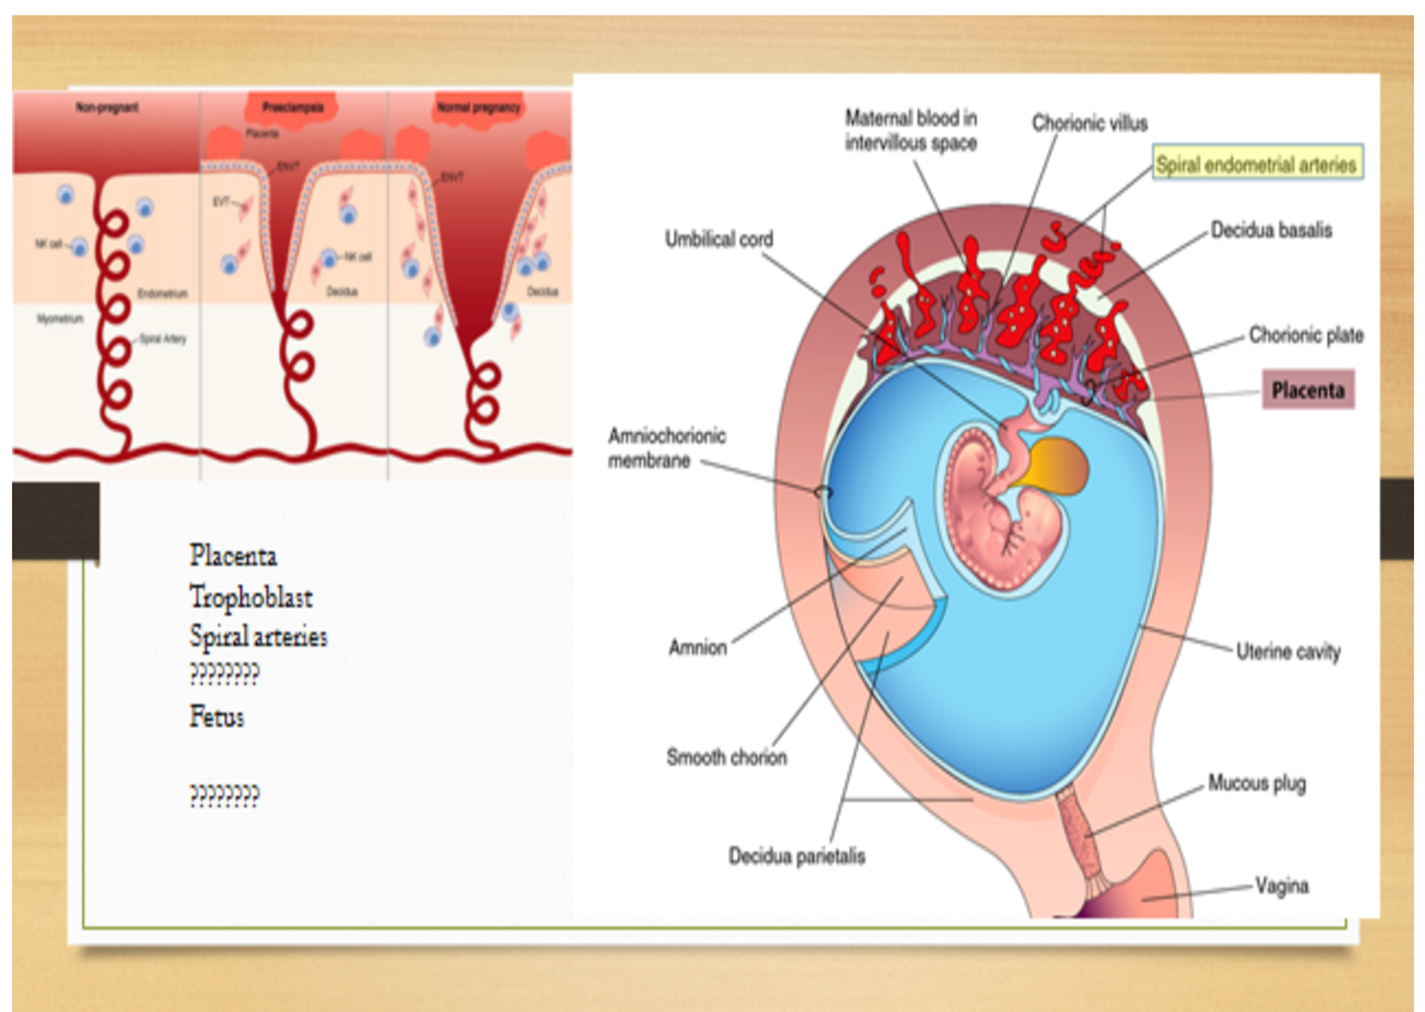 Non-pregnant
NK cell
Endometrium
Myometrium
Spiral Artery
Preeclampsia
Placenta
ENVT
EVT
NK cell
Decidua
Normal pregnancy
ENVT
Decidua
Placenta
Trophoblast
Spiral arteries
????????
Fetus
????????
Maternal blood in
intervillous space
Chorionic villus
Spiral endometrial arteries
Umbilical cord
Decidua basalis
Chorionic plate
Placenta
Amniochorionic
membrane
Amnion
Uterine cavity
Smooth chorion
Mucous plug
Decidua parietalis
Vagina